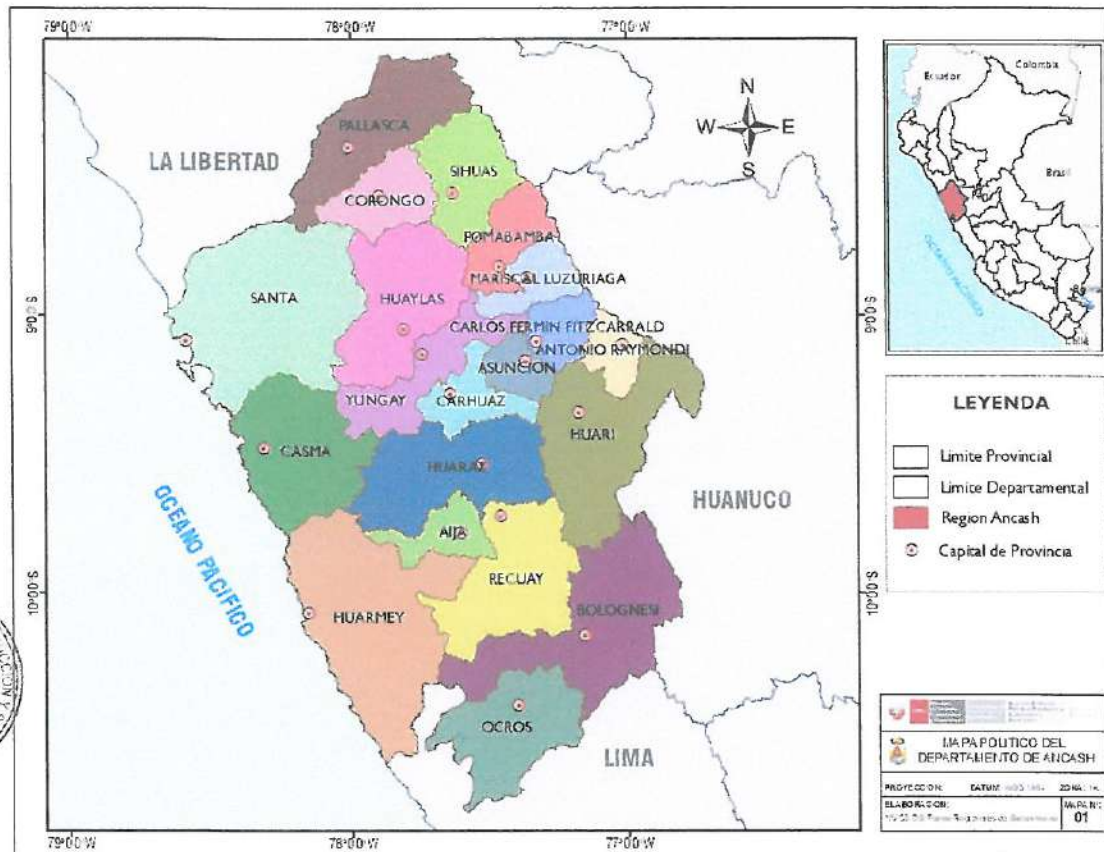 79°00'W 78°00'W 77°00'W
N
W E
S
LA LIBERTAD
PALLASCA
SIHUAS
CORONGO
POMABAMBA
MARISCAL LUZURIAGA
SANTA
HUAYLAS
CARLOS FERMIN FITZCARRALD
ANTONIO RAYMONDI
ASUNCION
YUNGAY
CARHUAZ
HUARI
CASMA
HUARAZ
HUANUCO
OCEANO PACÍFICO
AIJA
RECUAY
BOLOGNESI
HUARMEY
OCROS
LIMA
9°00'S
10°00'S
9°00'S
10°00'S
79°00'W 78°00'W 77°00'W
Ecuador
Colombia
Brasil
OCEANO PACIFICO
Chile
LEYENDA
Limite Provincial
Limite Departamental
Region Ancash
Capital de Provincia
MAPA POLITICO DEL
DEPARTAMENTO DE ANCASH
PROYECCION: DATUM ZONA:
ELABORACION: MAPA N°:
01